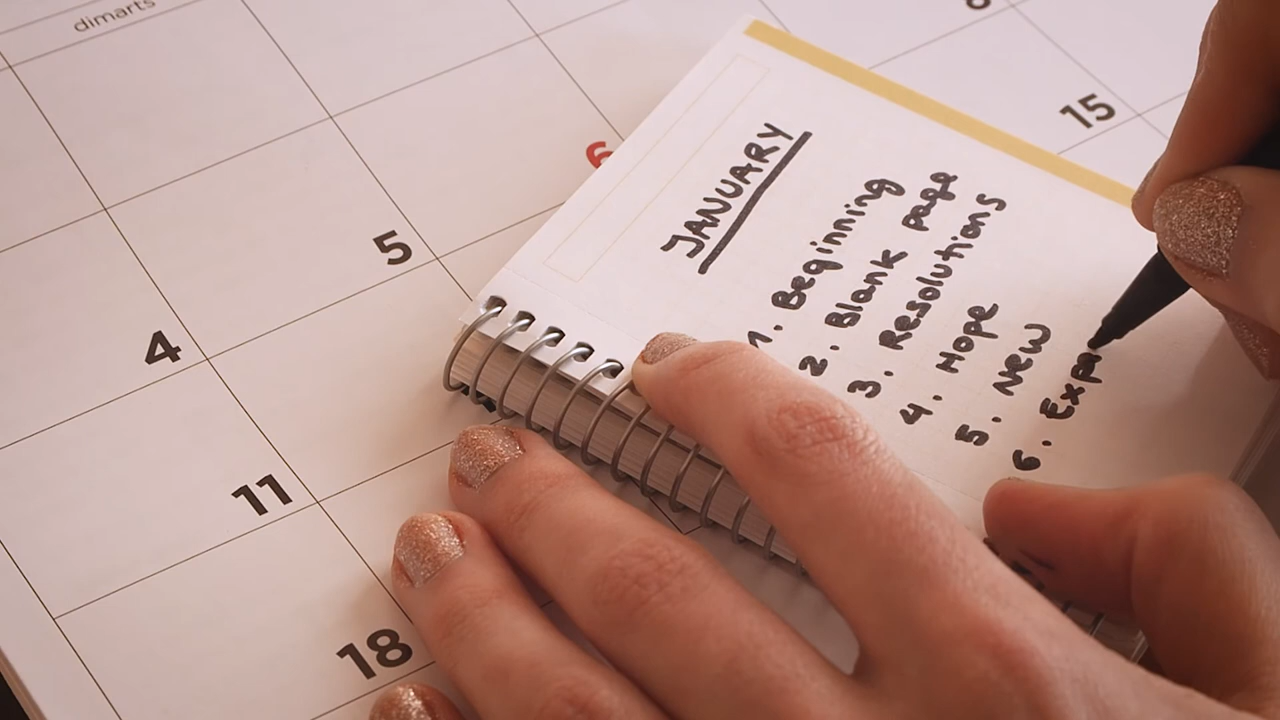 dimarts
6
15
5
4
11
18
JANUARY
1. Beginning
2. Blank page
3. Resolutions
4. Hope
5. New
6. Expe